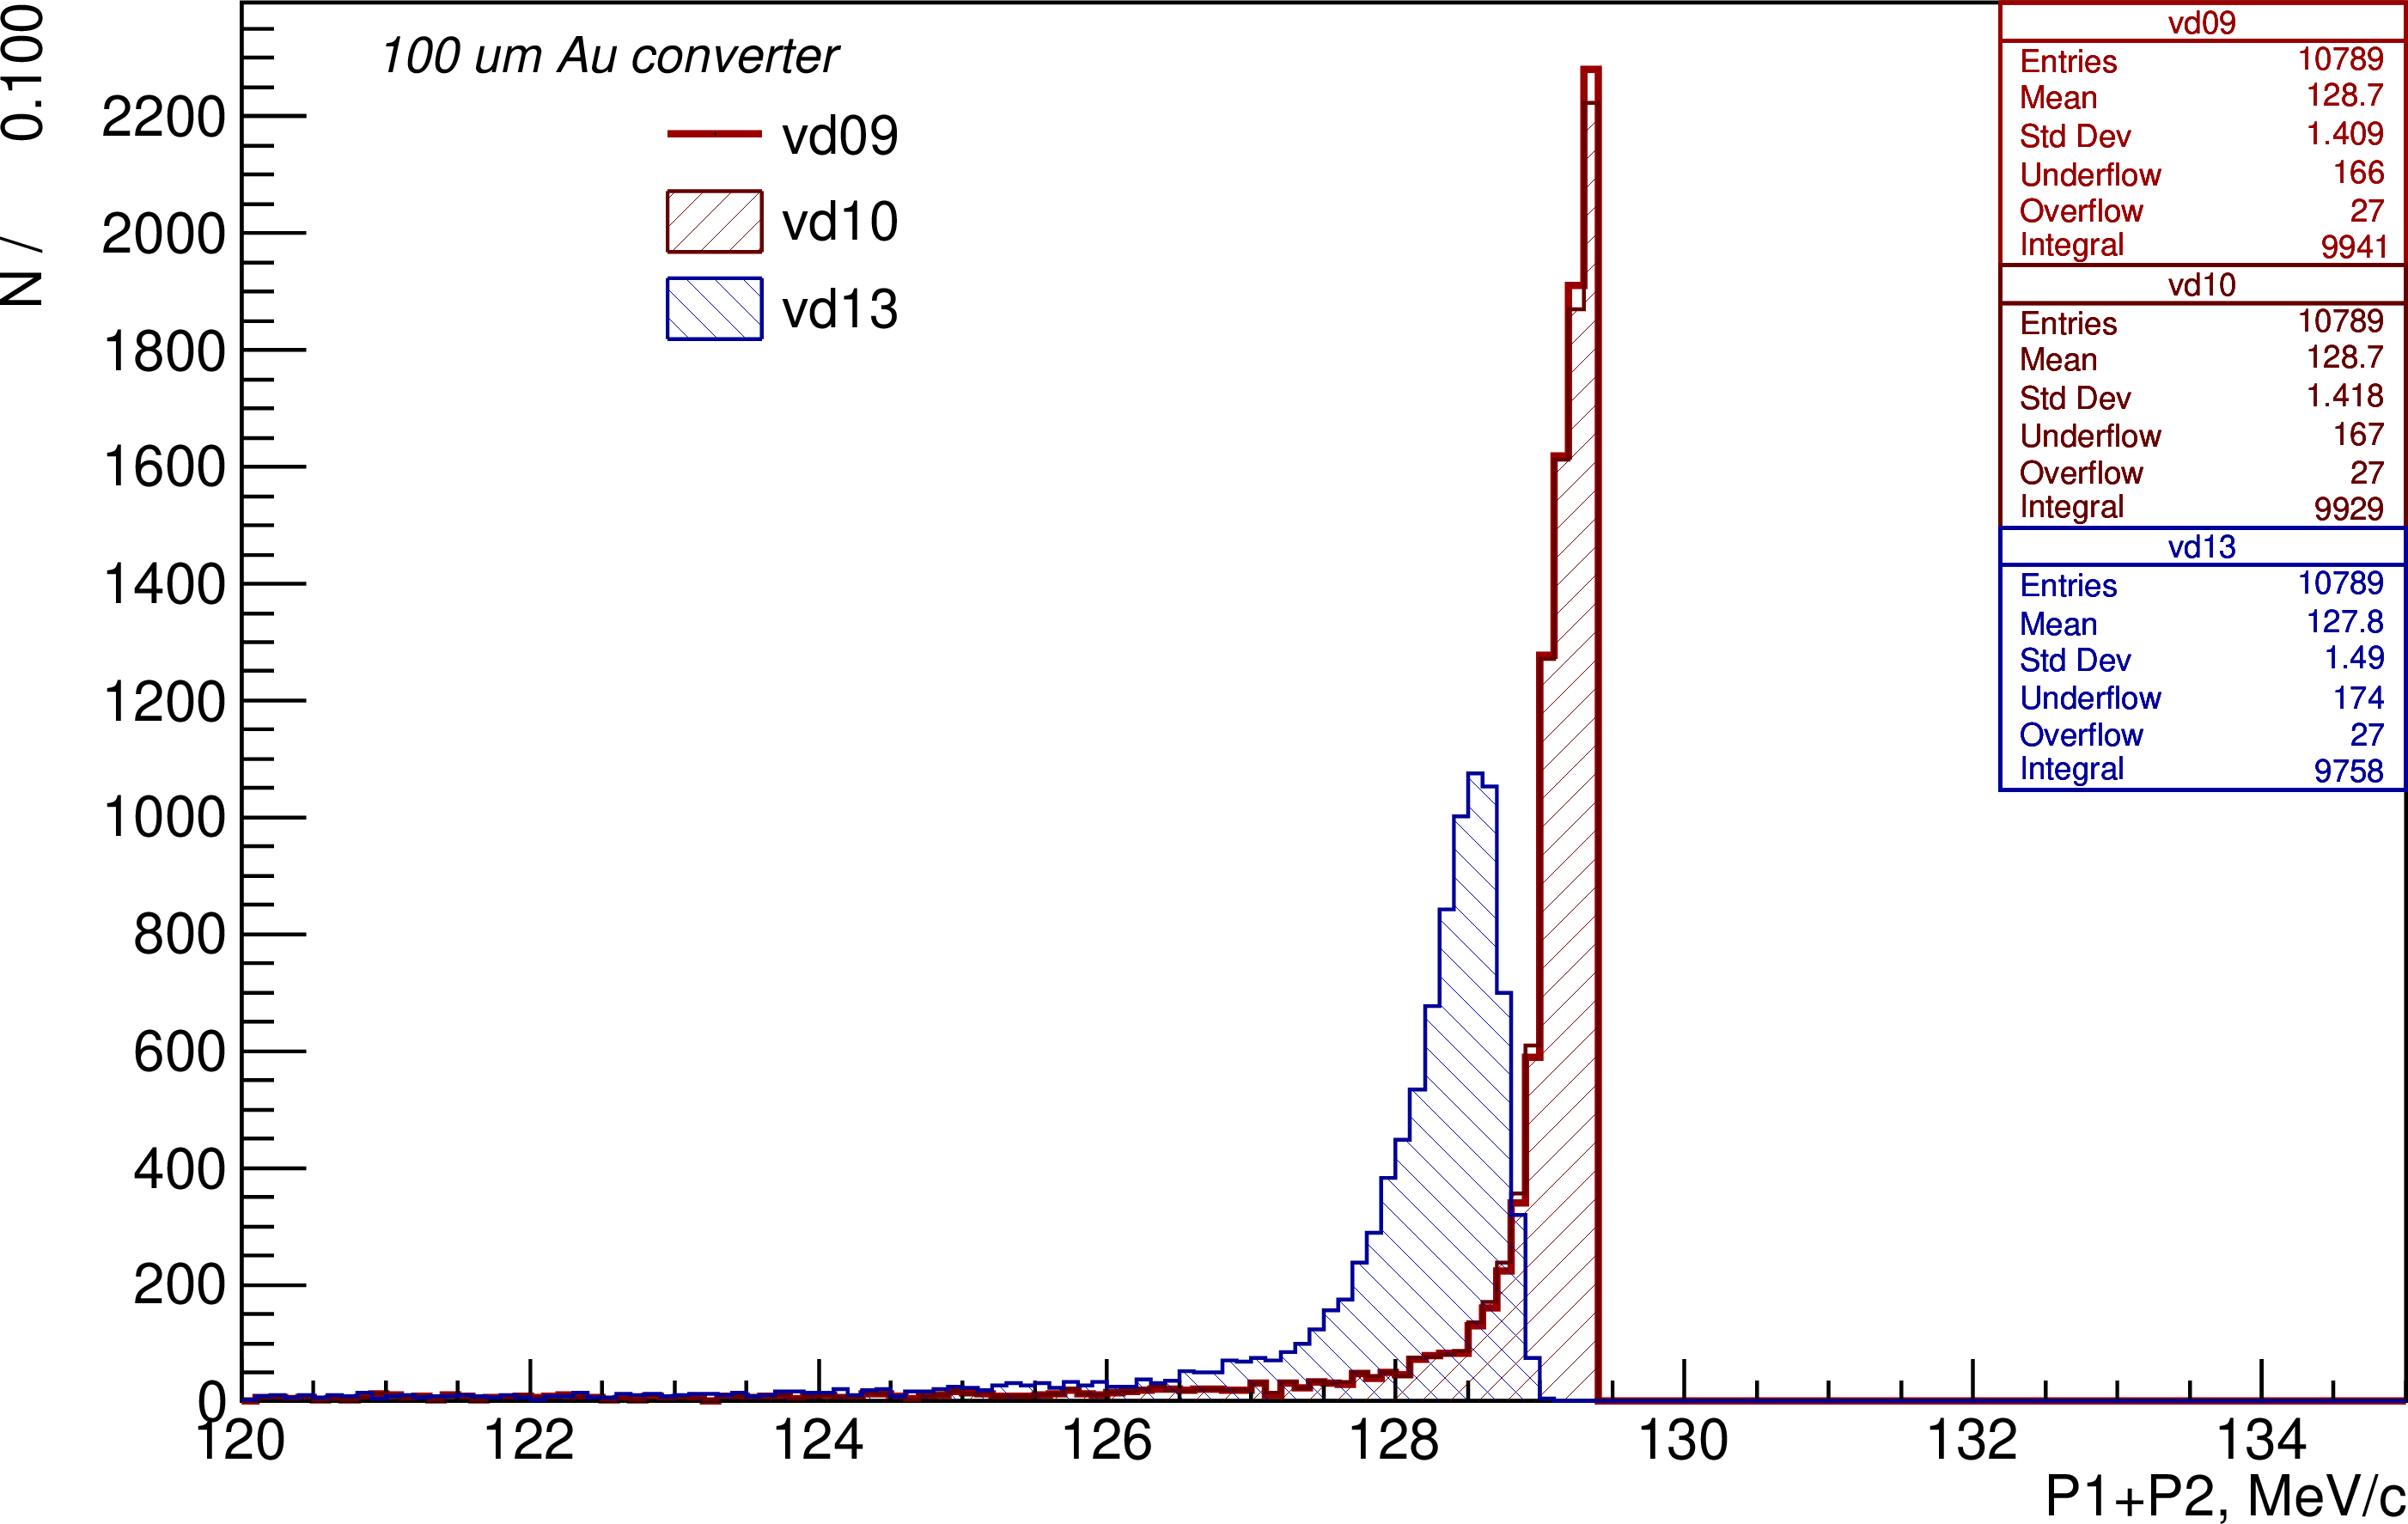 N / 0.100
100 um Au converter
vd09
vd10
vd13
2200
2000
1800
1600
1400
1200
1000
800
600
400
200
0
120 122 124 126 128 130 132 134
P1+P2, MeV/c
vd09
Entries 10789
Mean 128.7
Std Dev 1.409
Underflow 166
Overflow 27
Integral 9941
vd10
Entries 10789
Mean 128.7
Std Dev 1.418
Underflow 167
Overflow 27
Integral 9929
vd13
Entries 10789
Mean 127.8
Std Dev 1.49
Underflow 174
Overflow 27
Integral 9758